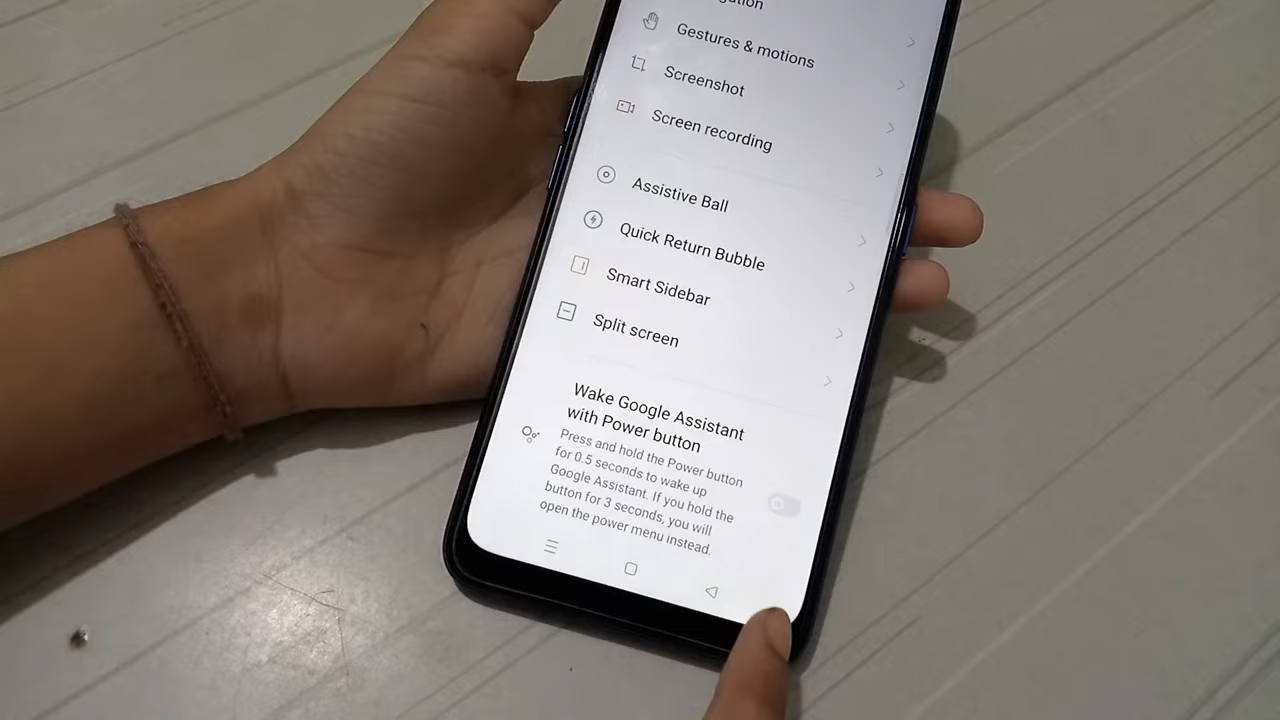 Gestures & motions
Screenshot
Screen recording
Assistive Ball
Quick Return Bubble
Smart Sidebar
Split screen
Wake Google Assistant
with Power button
Press and hold the Power button
for 0.5 seconds to wake up
Google Assistant. If you hold the
button for 3 seconds, you will
open the power menu instead.